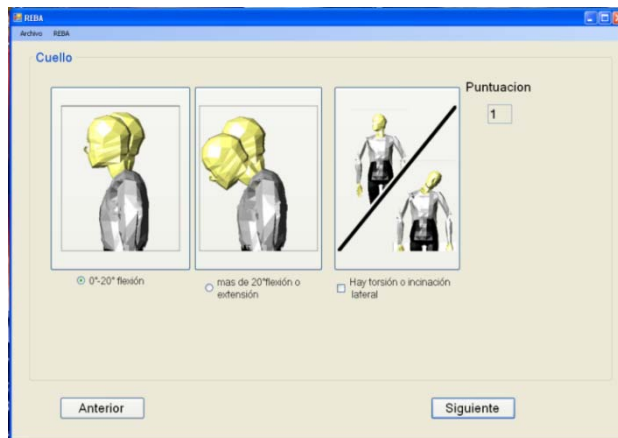 REBA
Archivo REBA
Cuello
Puntuacion
1
0°-20° flexión
mas de 20°flexión o
extensión
Hay torsión o incinación
lateral
Anterior
Siguiente